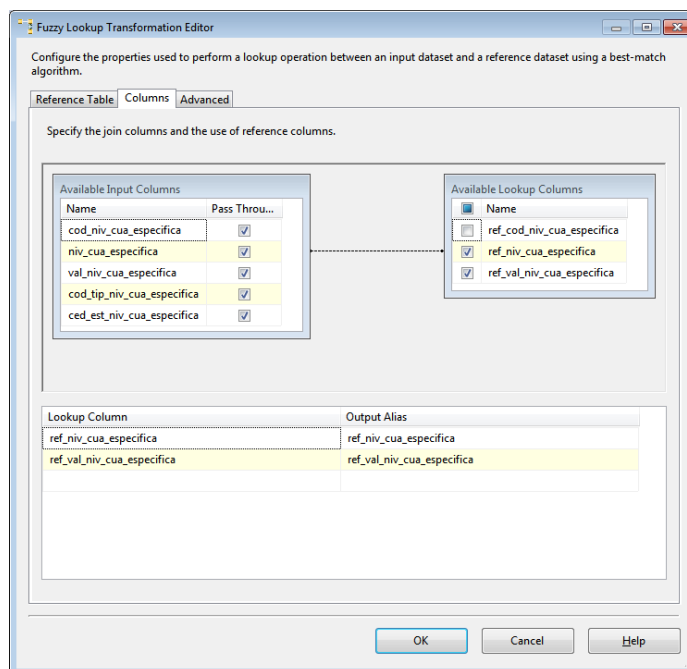 Fuzzy Lookup Transformation Editor
Configure the properties used to perform a lookup operation between an input dataset and a reference dataset using a best-match
algorithm.
Reference Table Columns Advanced
Specify the join columns and the use of reference columns.
Available Input Columns
Name Pass Throu...
cod_niv_cua_especifica
niv_cua_especifica
val_niv_cua_especifica
cod_tip_niv_cua_especifica
ced_est_niv_cua_especifica
Available Lookup Columns
Name
ref_cod_niv_cua_especifica
ref_niv_cua_especifica
ref_val_niv_cua_especifica
Lookup Column Output Alias
ref_niv_cua_especifica ref_niv_cua_especifica
ref_val_niv_cua_especifica ref_val_niv_cua_especifica
OK Cancel Help